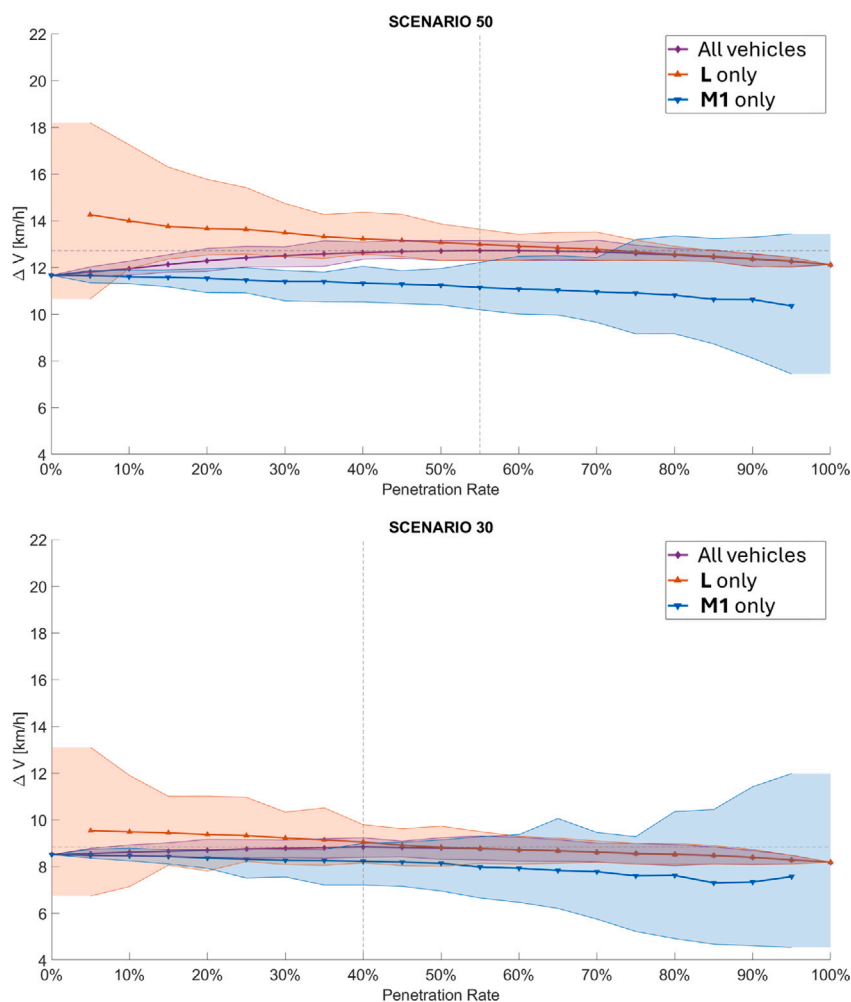 SCENARIO 50
22
20
18
16
14
12
10
8
6
4
Δ V [km/h]
All vehicles
L only
M1 only
0% 10% 20% 30% 40% 50% 60% 70% 80% 90% 100%
Penetration Rate
SCENARIO 30
22
20
18
16
14
12
10
8
6
4
Δ V [km/h]
All vehicles
L only
M1 only
0% 10% 20% 30% 40% 50% 60% 70% 80% 90% 100%
Penetration Rate